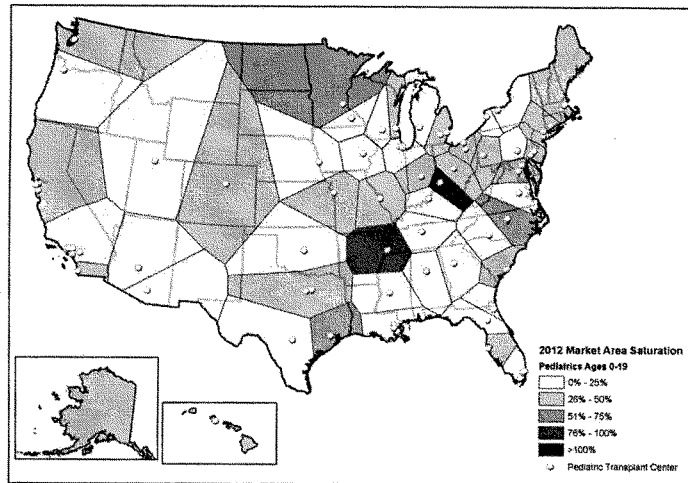 2012 Market Area Saturation
Pediatrics Ages 0-19
0% - 25%
26% - 50%
51% - 75%
76% - 100%
>100%
Pediatric Transplant Center